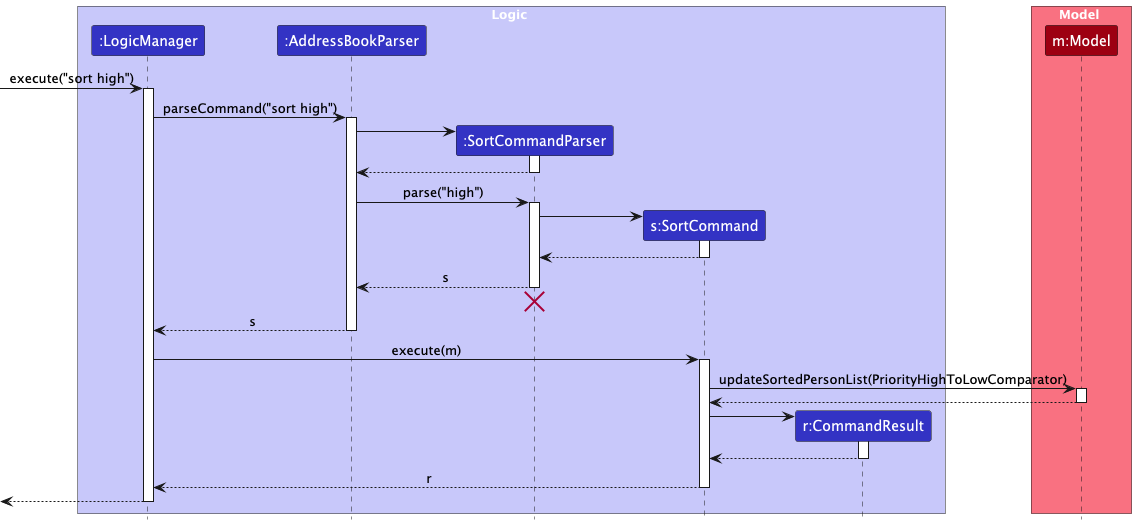 Logic
Model
:LogicManager
:AddressBookParser
m:Model
execute("sort high")
parseCommand("sort high")
:SortCommandParser
parse("high")
s:SortCommand
s
s
execute(m)
updateSortedPersonList(PriorityHighToLowComparator)
r:CommandResult
r